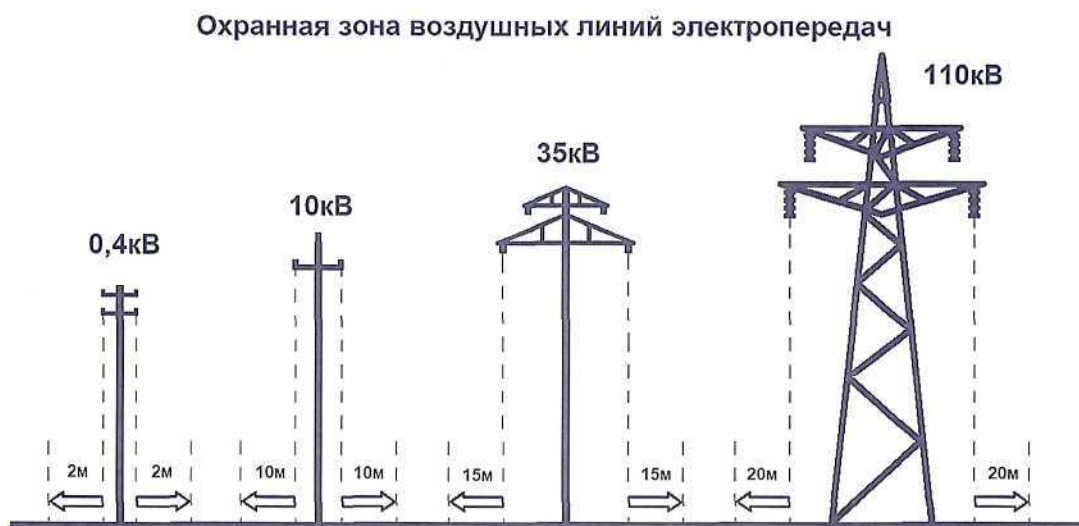 Охранная зона воздушных линий электропередач
110кВ
35кВ
10кВ
0,4кВ
2м 2м 10м 10м 15м 15м 20м 20м